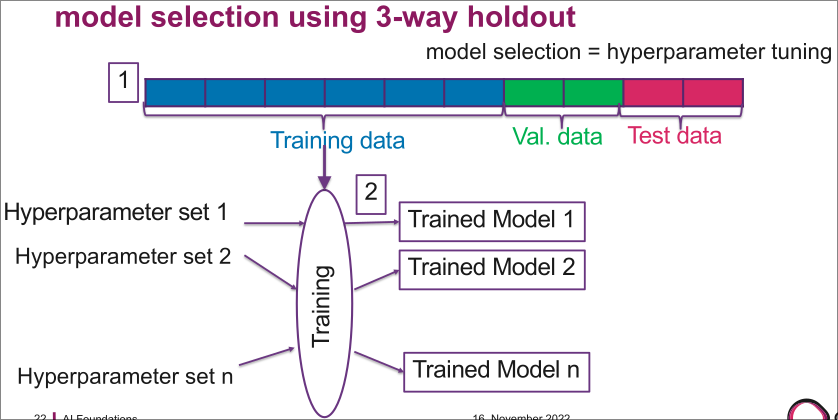 model selection using 3-way holdout
model selection = hyperparameter tuning
1
Training data
Val. data
Test data
2
Hyperparameter set 1
Trained Model 1
Hyperparameter set 2
Trained Model 2
Training
Hyperparameter set n
Trained Model n
22
AI Foundations
16. November 2022